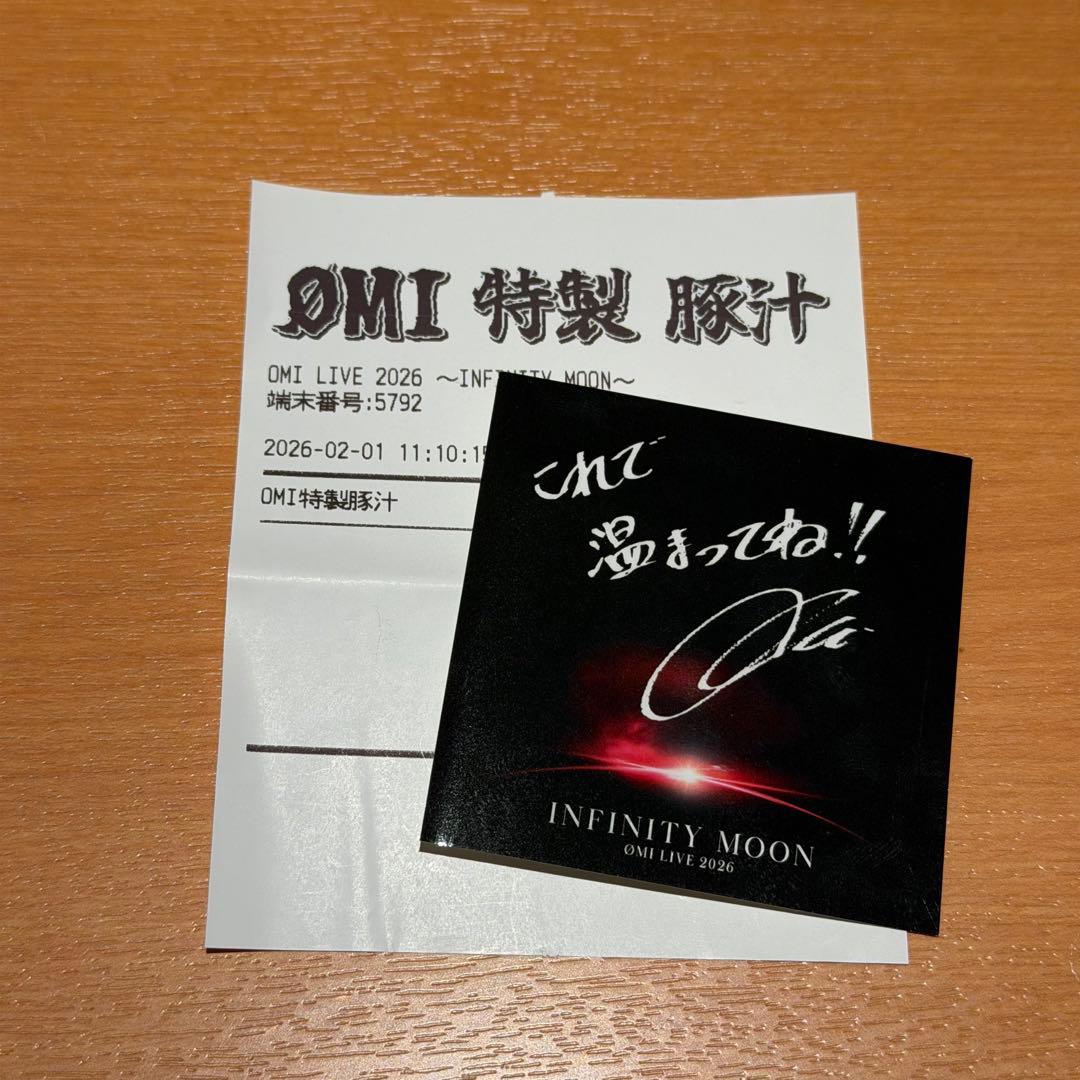 ØMI 特製 豚汁
OMI LIVE 2026 ～INFINITY MOON～
端末番号:5792
2026-02-01 11:10:15
OMI特製豚汁
これで
温まってね!!
INFINITY MOON
ØMI LIVE 2026